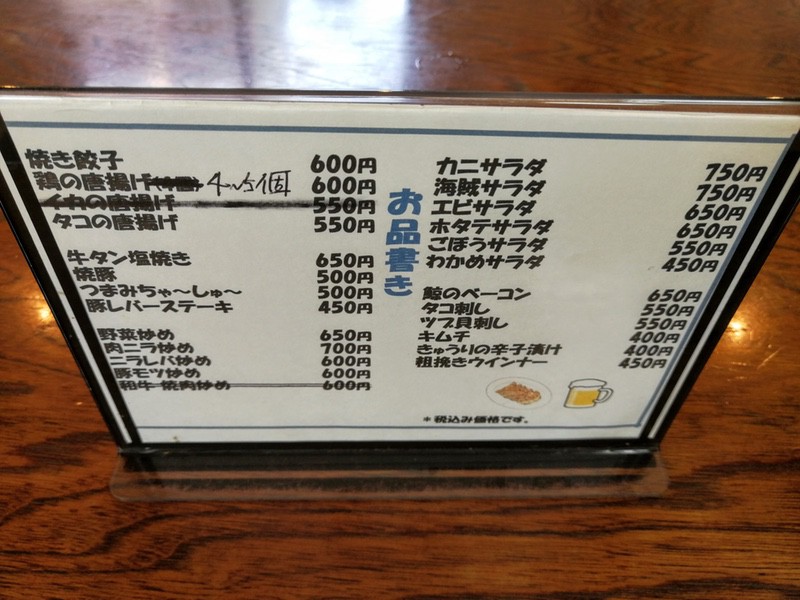 焼き餃子 600円
鶏の唐揚げ 4~5個 600円
イカの唐揚げ 550円
タコの唐揚げ 550円
牛タン塩焼き 650円
焼豚 500円
つまみちゃ～しゅ～ 500円
豚レバーステーキ 450円
野菜炒め 650円
肉ニラ炒め 700円
ニラレバ炒め 600円
豚モツ炒め 600円
和牛 焼肉炒め 600円
お品書き
カニサラダ 750円
海賊サラダ 750円
エビサラダ 650円
ホタテサラダ 650円
ごぼうサラダ 550円
わかめサラダ 450円
鯨のベーコン 650円
タコ刺し 550円
ツブ貝刺し 550円
キムチ 400円
きゅうりの辛子漬け 400円
粗挽きウインナー 450円
＊税込み価格です。